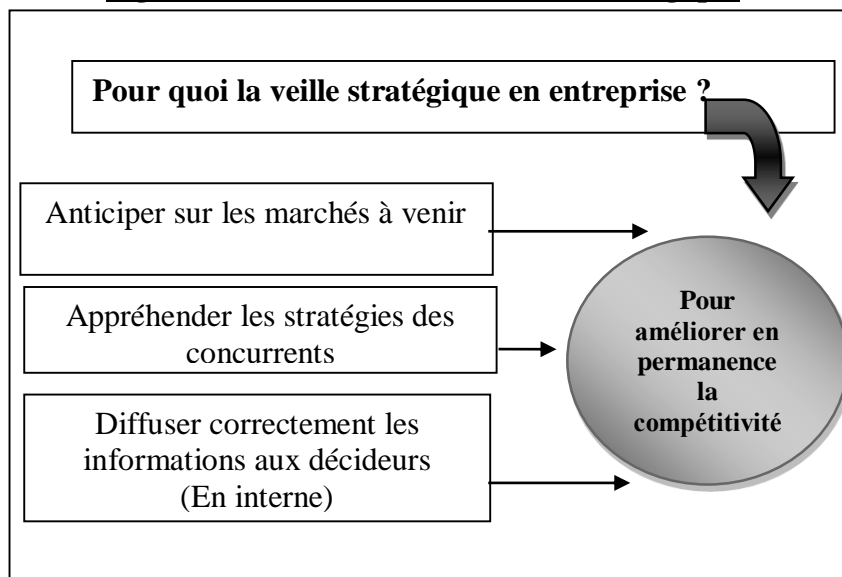 Pour quoi la veille stratégique en entreprise ?
Anticiper sur les marchés à venir
Appréhender les stratégies des
concurrents
Diffuser correctement les
informations aux décideurs
(En interne)
Pour
améliorer en
permanence
la
compétitivité